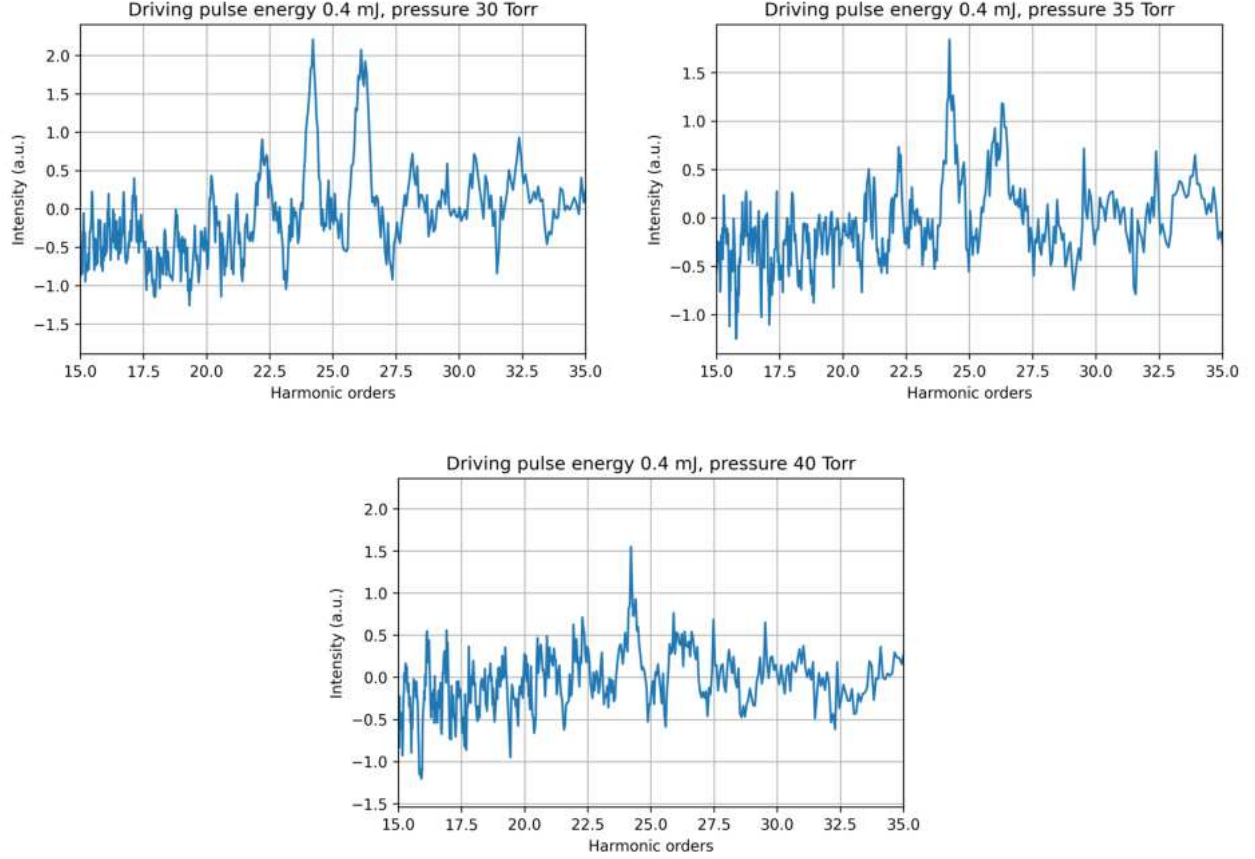 Driving pulse energy 0.4 mJ, pressure 30 Torr
2.0
1.5
1.0
0.5
0.0
−0.5
−1.0
−1.5
Intensity (a.u.)
15.0 17.5 20.0 22.5 25.0 27.5 30.0 32.5 35.0
Harmonic orders
Driving pulse energy 0.4 mJ, pressure 35 Torr
1.5
1.0
0.5
0.0
−0.5
−1.0
Intensity (a.u.)
15.0 17.5 20.0 22.5 25.0 27.5 30.0 32.5 35.0
Harmonic orders
Driving pulse energy 0.4 mJ, pressure 40 Torr
2.0
1.5
1.0
0.5
0.0
−0.5
−1.0
−1.5
Intensity (a.u.)
15.0 17.5 20.0 22.5 25.0 27.5 30.0 32.5 35.0
Harmonic orders